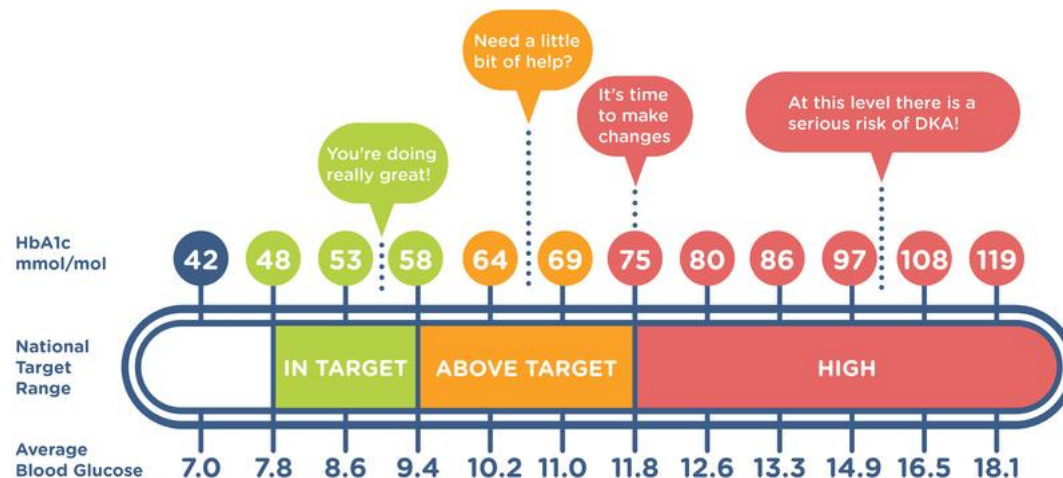 Need a little
bit of help?
It's time
to make
changes
At this level there is a
serious risk of DKA!
You're doing
really great!
HbA1c
mmol/mol
42 48 53 58 64 69 75 80 86 97 108 119
National
Target
Range
IN TARGET ABOVE TARGET HIGH
Average
Blood Glucose
7.0 7.8 8.6 9.4 10.2 11.0 11.8 12.6 13.3 14.9 16.5 18.1